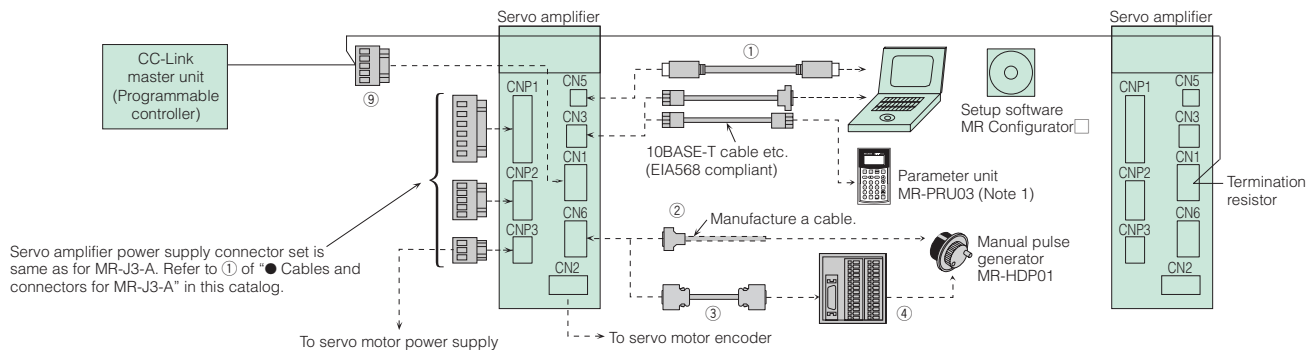 Servo amplifier
Servo amplifier
CC-Link
master unit
(Programmable
controller)
⑨
CNP1
CNP2
CNP3
CN5
CN3
CN1
CN6
CN2
①
Setup software
MR Configurator□
10BASE-T cable etc.
(EIA568 compliant)
Parameter unit
MR-PRU03 (Note 1)
②
Manufacture a cable.
Manual pulse
generator
MR-HDP01
③
④
CNP1
CNP2
CNP3
CN5
CN3
CN1
CN6
CN2
Termination
resistor
Servo amplifier power supply connector set is
same as for MR-J3-A. Refer to ① of “● Cables and
connectors for MR-J3-A” in this catalog.
To servo motor power supply
To servo motor encoder